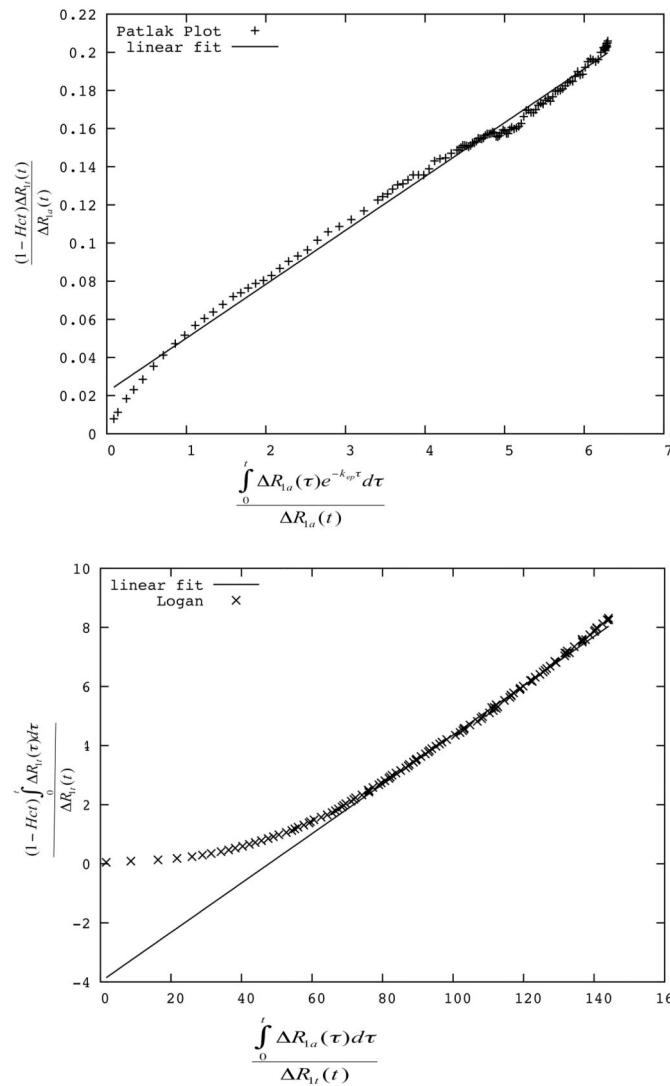 0.22
Patlak Plot +
0.2
linear fit
0.18
0.16
0.14
0.12
0.1
0.08
0.06
0.04
0.02
0
(1 − Hct)ΔR₁ₜ(t)
ΔR₁ₐ(t)
0 1 2 3 4 5 6 7
∫₀ᵗ ΔR₁ₐ(τ)e^{−k_{ep}τ}dτ
ΔR₁ₐ(t)
10
linear fit
Logan ×
8
6
4
2
0
-2
-4
(1 − Hct)∫₀ᵗ ΔR₁ₜ(τ)dτ
ΔR₁ₜ(t)
0 20 40 60 80 100 120 140 16
∫₀ᵗ ΔR₁ₐ(τ)dτ
ΔR₁ₜ(t)